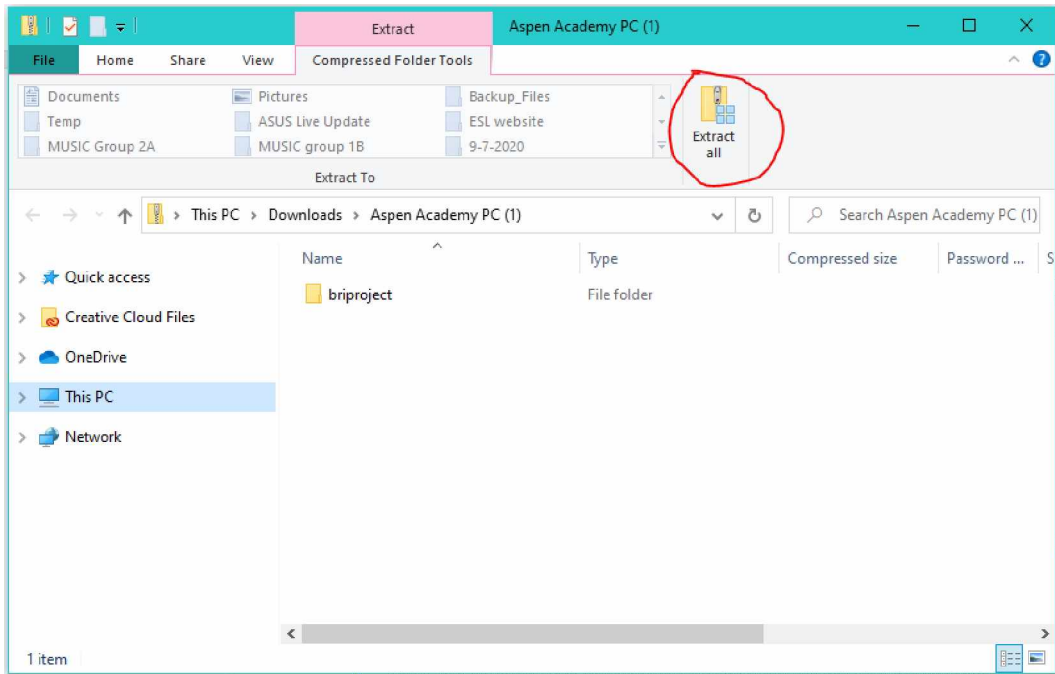 Extract
Aspen Academy PC (1)
File
Home
Share
View
Compressed Folder Tools
Documents
Pictures
Backup_Files
Temp
ASUS Live Update
ESL website
MUSIC Group 2A
MUSIC group 1B
9-7-2020
Extract
all
Extract To
This PC > Downloads > Aspen Academy PC (1)
Search Aspen Academy PC (1)
Name
Type
Compressed size
Password ...
S
Quick access
briproject
File folder
Creative Cloud Files
OneDrive
This PC
Network
1 item